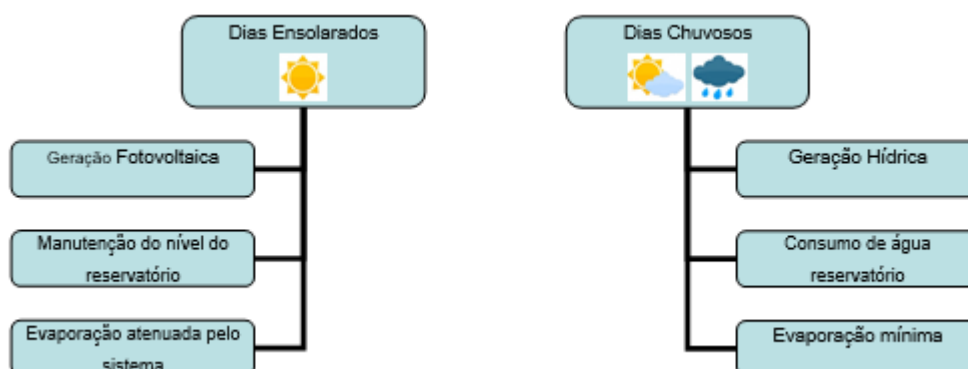 Dias Ensolarados
Dias Chuvosos
Geração Fotovoltaica
Manutenção do nível do
reservatório
Evaporação atenuada pelo
sistema
Geração Hídrica
Consumo de água
reservatório
Evaporação mínima